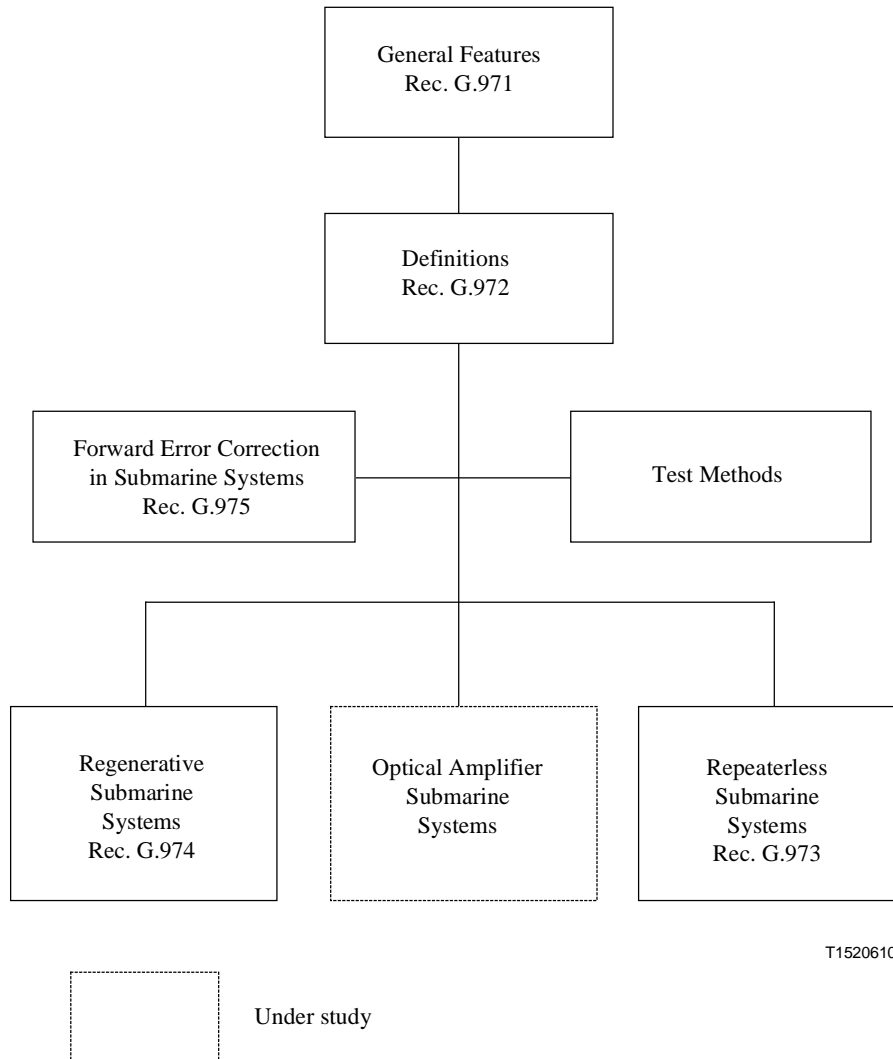 General Features
Rec. G.971
Definitions
Rec. G.972
Forward Error Correction
in Submarine Systems
Rec. G.975
Test Methods
Regenerative
Submarine
Systems
Rec. G.974
Optical Amplifier
Submarine
Systems
Repeaterless
Submarine
Systems
Rec. G.973
T1520610
Under study